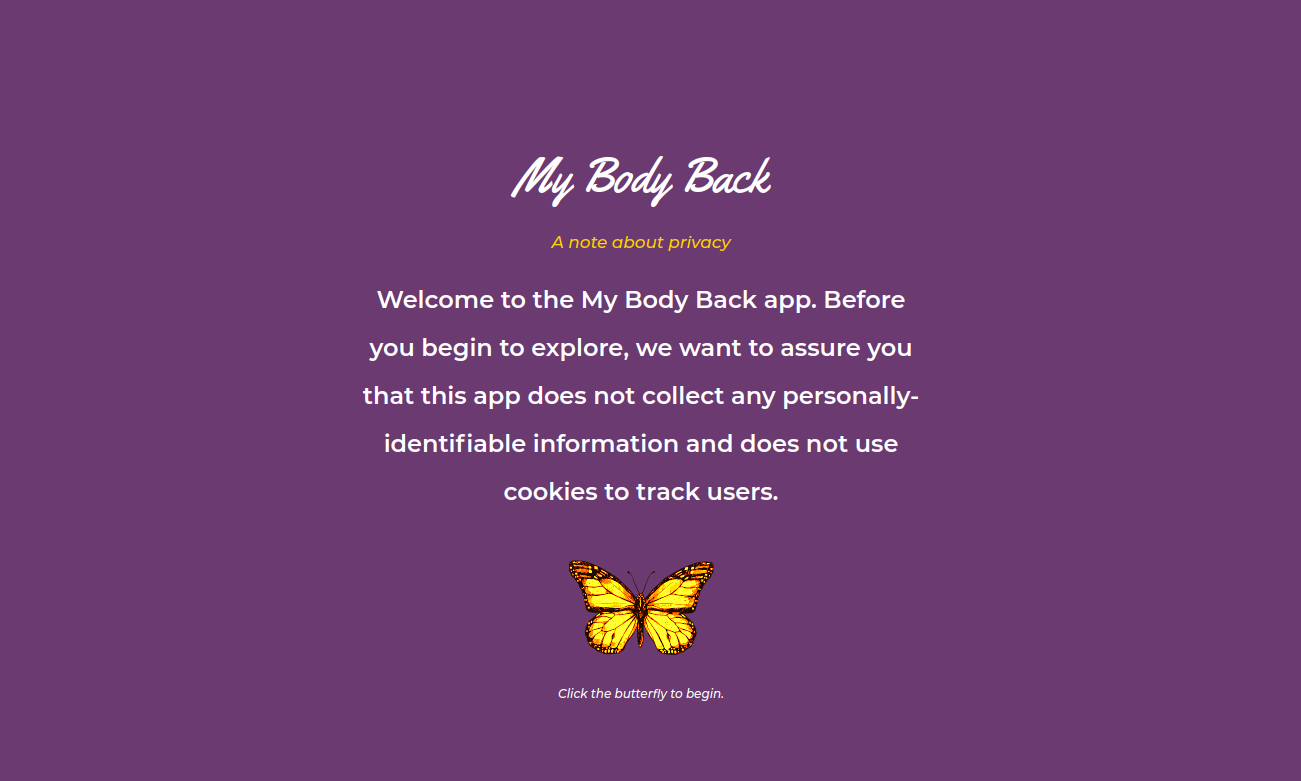 My Body Back
A note about privacy
Welcome to the My Body Back app. Before
you begin to explore, we want to assure you
that this app does not collect any personally-
identifiable information and does not use
cookies to track users.
Click the butterfly to begin.